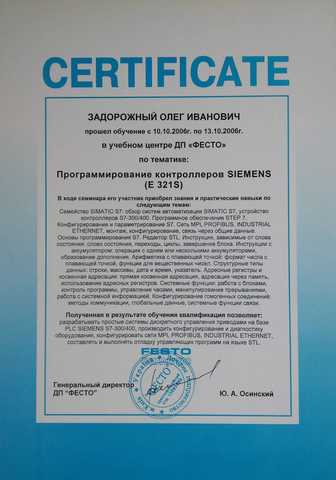 CERTIFICATE
ЗАДОРОЖНЫЙ ОЛЕГ ИВАНОВИЧ
прошел обучение с 10.10.2006г. по 13.10.2006г.
в учебном центре ДП «ФЕСТО»
по тематике:
Программирование контроллеров SIEMENS
(E 321S)
В ходе семинара его участник приобрел знания и практические навыки по
следующим темам:
Семейство SIMATIC S7: обзор систем автоматизации SIMATIC S7, устройство
контроллеров S7-300/400. Программное обеспечение STEP 7.
Конфигурирование и параметрирование S7. Сеть MPI, PROFIBUS, INDUSTRIAL
ETHERNET, монтаж, конфигурирование, связь через общие данные.
Основы программирования S7. Редактор STL. Инструкции, зависимые от слова
состояния: слово состояния, переходы, циклы, завершение блока. Инструкции с
аккумулятором: операции с одним или несколькими аккумуляторами,
образование дополнения. Арифметика с плавающей точкой: формат числа с
плавающей точкой, функции для вещественных чисел. Структурные типы
данных: строки, массивы, дата и время, указатель. Адресные регистры и
косвенная адресация: прямая косвенная адресация, адресация через память,
использование адресных регистров. Системные функции: работа с блоками,
контроль программы, управление часами, манипулирование прерываниями,
работа с системной информацией. Конфигурирование гомогенных соединений:
методы коммуникации, глобальные данные, системные функции связи.
Полученная в результате обучения квалификация позволяет:
разрабатывать простые системы дискретного управления приводами на базе
PLC SIEMENS S7-300/400, производить конфигурирование и диагностику
оборудования, конфигурировать сети MPI, PROFIBUS, INDUSTRIAL ETHERNET,
составлять и выполнять отладку управляющих программ на языке STL.
FESTO
Генеральный директор
ДП “ФЕСТО”
Ю. А. Осинский